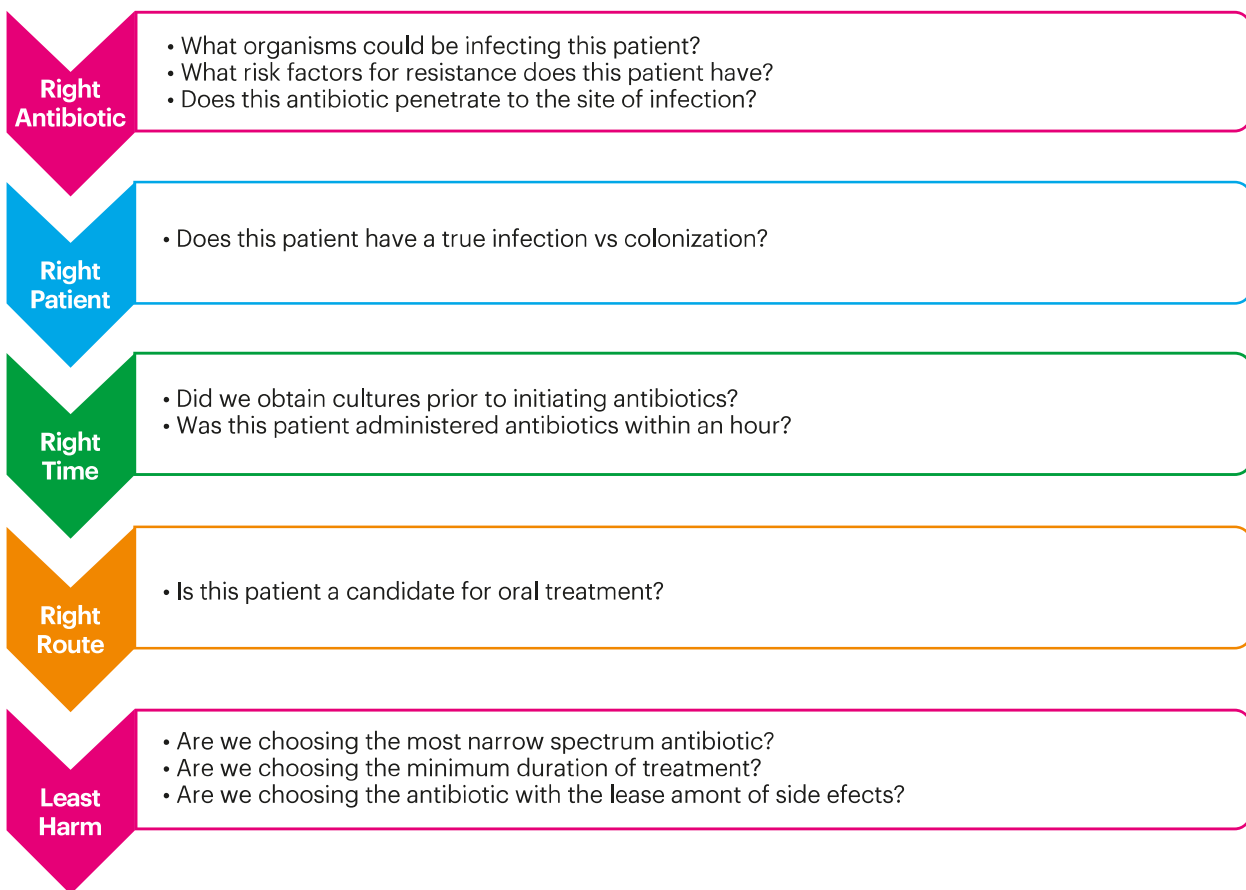 Right
Antibiotic
• What organisms could be infecting this patient?
• What risk factors for resistance does this patient have?
• Does this antibiotic penetrate to the site of infection?
Right
Patient
• Does this patient have a true infection vs colonization?
Right
Time
• Did we obtain cultures prior to initiating antibiotics?
• Was this patient administered antibiotics within an hour?
Right
Route
• Is this patient a candidate for oral treatment?
Least
Harm
• Are we choosing the most narrow spectrum antibiotic?
• Are we choosing the minimum duration of treatment?
• Are we choosing the antibiotic with the lease amont of side efects?